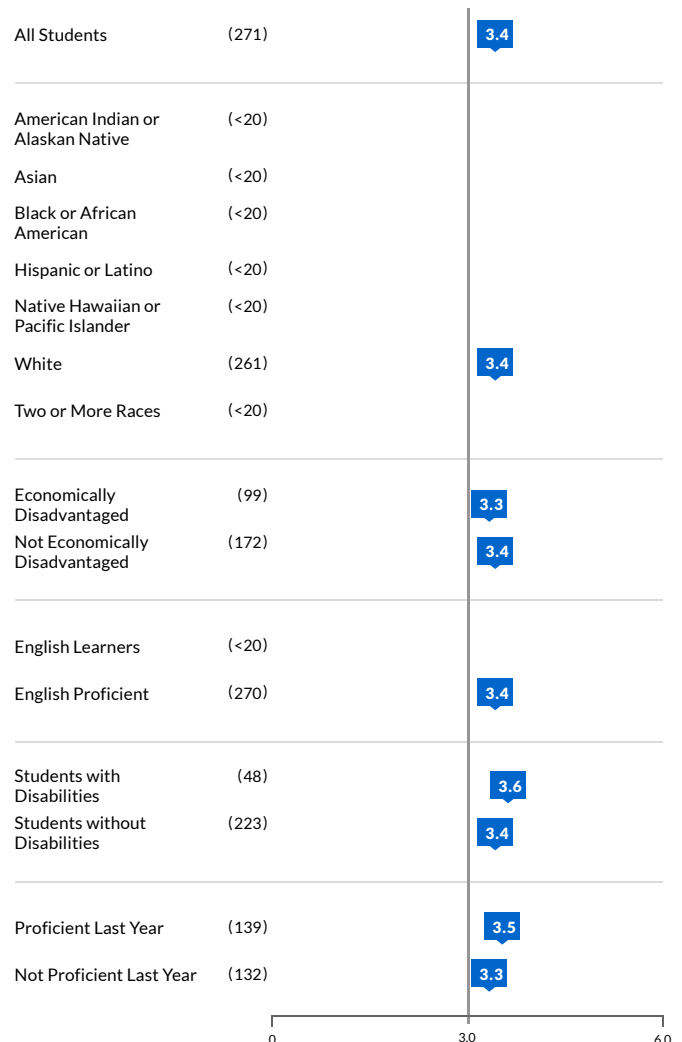 All Students (271) 3.4
American Indian or (<20)
Alaskan Native
Asian (<20)
Black or African (<20)
American
Hispanic or Latino (<20)
Native Hawaiian or (<20)
Pacific Islander
White (261) 3.4
Two or More Races (<20)
Economically (99) 3.3
Disadvantaged
Not Economically (172) 3.4
Disadvantaged
English Learners (<20)
English Proficient (270) 3.4
Students with (48) 3.6
Disabilities
Students without (223) 3.4
Disabilities
Proficient Last Year (139) 3.5
Not Proficient Last Year (132) 3.3
0 3.0 6.0